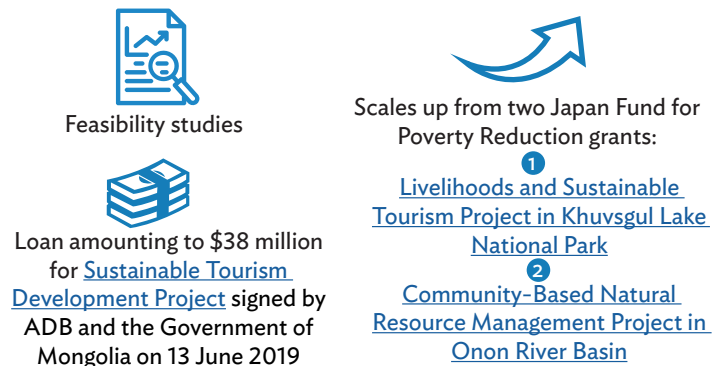 Feasibility studies
Loan amounting to $38 million
for Sustainable Tourism
Development Project signed by
ADB and the Government of
Mongolia on 13 June 2019
Scales up from two Japan Fund for
Poverty Reduction grants:
1
Livelihoods and Sustainable
Tourism Project in Khuvsgul Lake
National Park
2
Community-Based Natural
Resource Management Project in
Onon River Basin